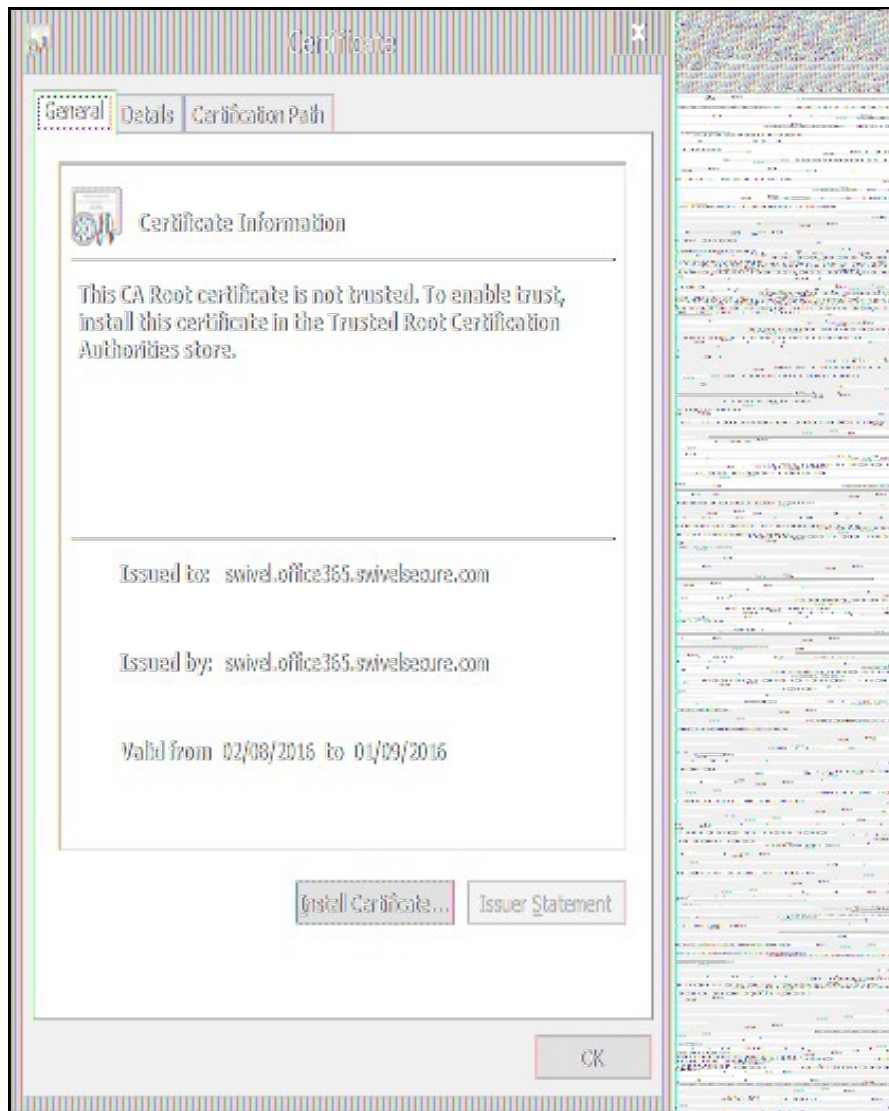 Certificate
x
General Details Certification Path
Certificate Information
This CA Root certificate is not trusted. To enable trust,
install this certificate in the Trusted Root Certification
Authorities store.
Issued to: swivel.office365.swivelsecure.com
Issued by: swivel.office365.swivelsecure.com
Valid from 02/08/2016 to 01/09/2016
Install Certificate... Issuer Statement
OK